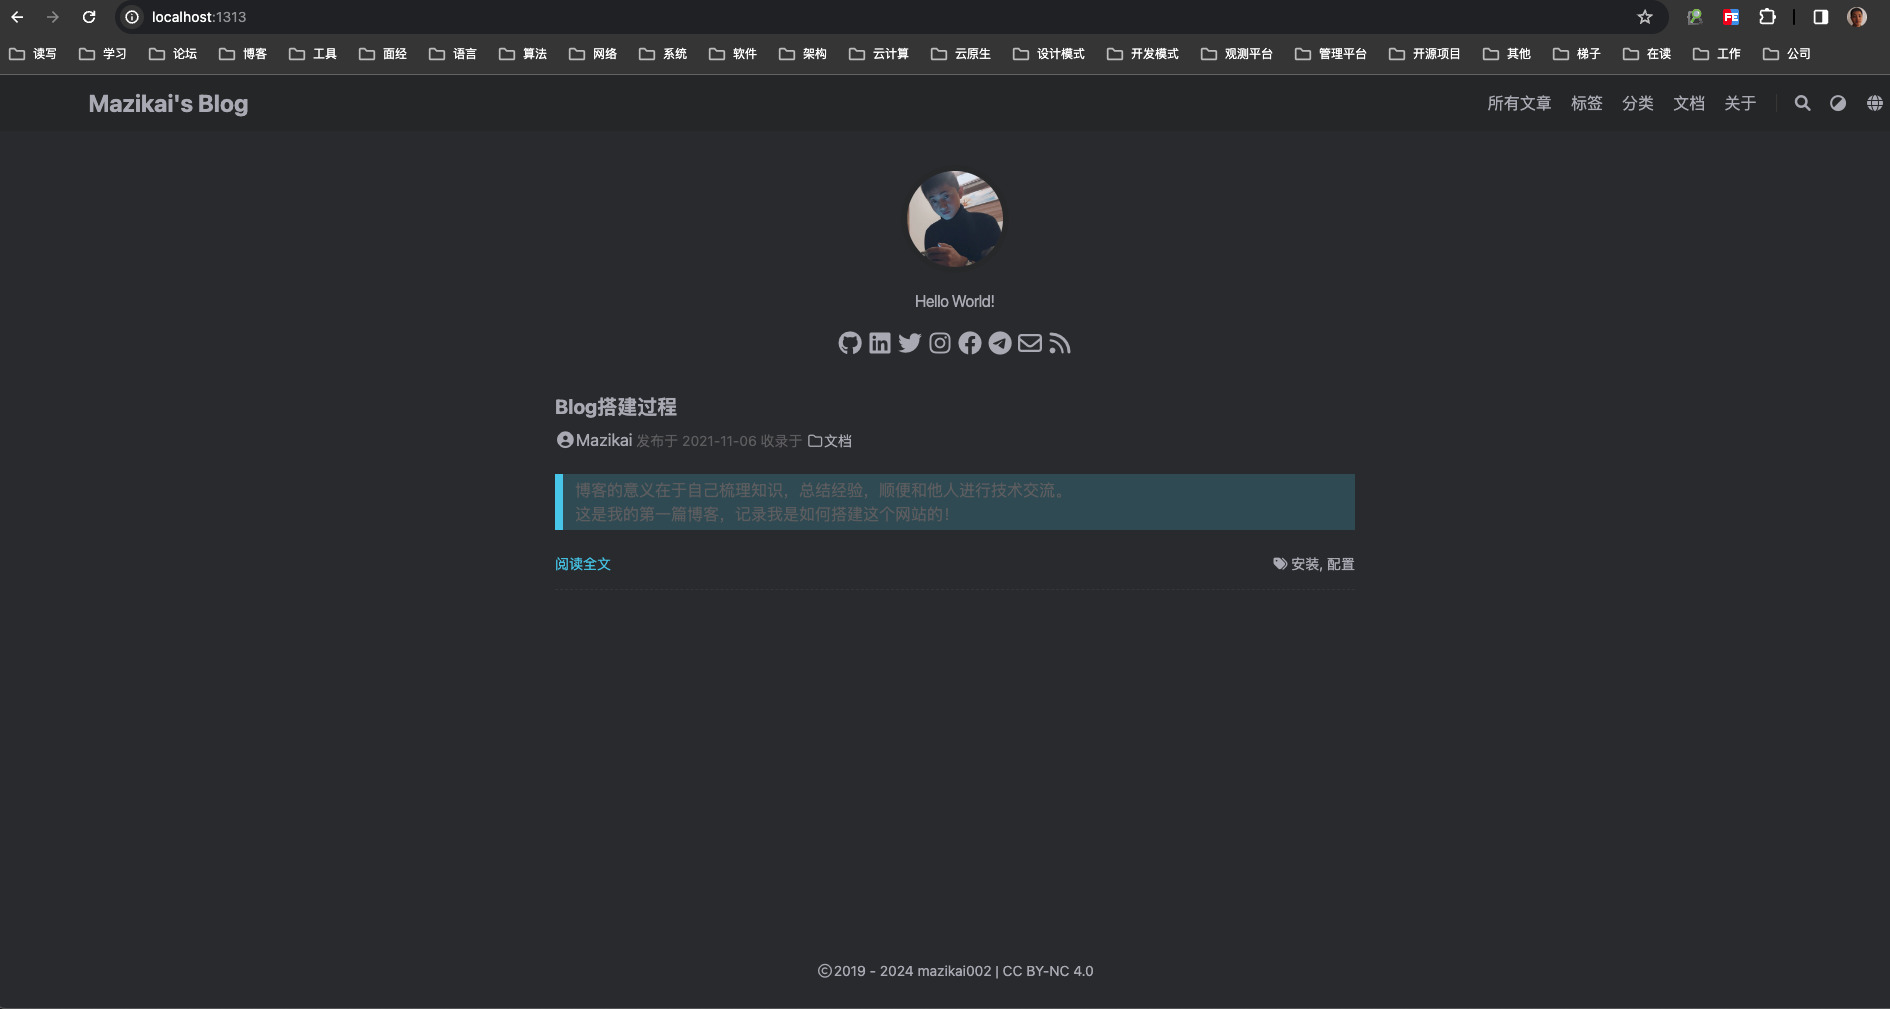 localhost:1313
FE
读写 学习 论坛 博客 工具 面经 语言 算法 网络 系统 软件 架构 云计算 云原生 设计模式 开发模式 观测平台 管理平台 开源项目 其他 梯子 在读 工作 公司
Mazikai's Blog 所有文章 标签 分类 文档 关于
Hello World!
in
Blog搭建过程
Mazikai 发布于 2021-11-06 收录于 文档
博客的意义在于自己梳理知识，总结经验，顺便和他人进行技术交流。
这是我的第一篇博客，记录我是如何搭建这个网站的！
阅读全文 安装, 配置
©2019 - 2024 mazikai002 | CC BY-NC 4.0